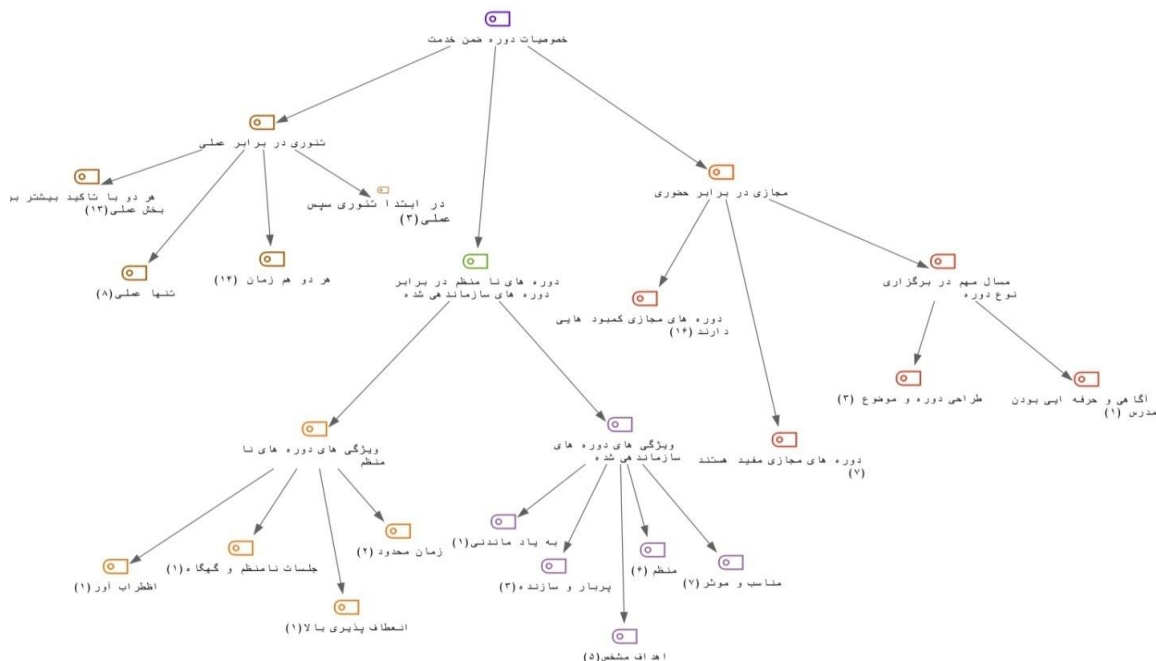 خصوصیات دوره ضمن خدمت
تئوری در برابر عملی
مجازی در برابر حضوری
هر دو با تاکید بیشتر بر
بخش عملی(۱۳)
در ابتدا تئوری سپس
عملی(۳)
تنها عملی(۸)
هر دو هم زمان (۱۴)
دوره های نا منظم در برابر
دوره های سازماندهی شده
دوره های مجازی کمبود هایی
دارند (۱۶)
مسال مهم در برگزاری
نوع دوره
طراحی دوره و موضوع (۳)
آگاهی و حرفه ایی بودن
مدرس (۱)
ویژگی های دوره های نا
منظم
ویژگی های دوره های
سازماندهی شده
دوره های مجازی مفید هستند
(۷)
اظطراب آور(۱)
جلسات نامنظم و گهگاه(۱)
زمان محدود(۲)
انعطاف پذیری بالا(۱)
به یاد ماندنی(۱)
پربار و سازنده(۳)
منظم (۶)
مناسب و موثر(۷)
اهداف مشخص(۵)